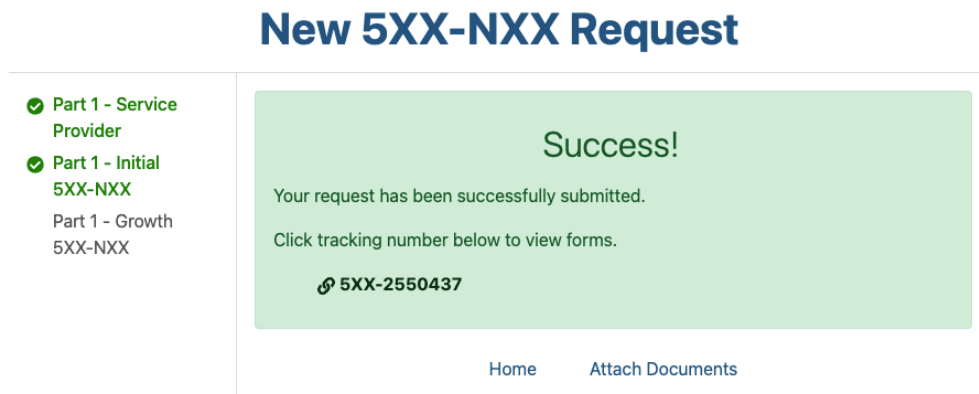 New 5XX-NXX Request
Part 1 - Service
Provider
Part 1 - Initial
5XX-NXX
Part 1 - Growth
5XX-NXX
Success!
Your request has been successfully submitted.
Click tracking number below to view forms.
5XX-2550437
Home Attach Documents